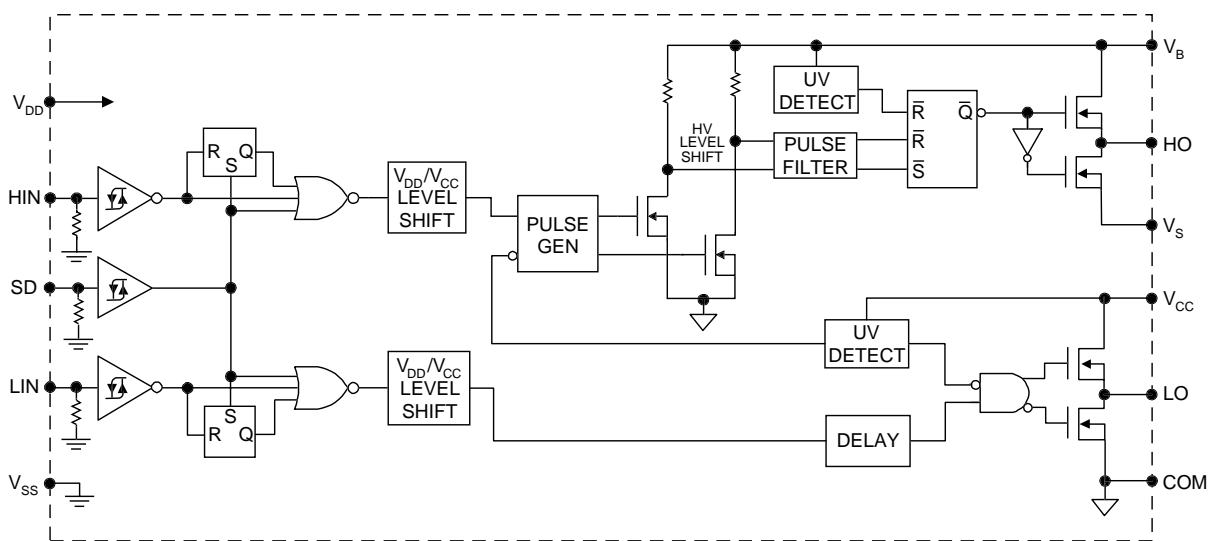 V_B
UV
DETECT
V_DD
R̅ Q̅
HV
LEVEL
SHIFT
R̅
S̅
PULSE
FILTER
HO
R S Q
HIN
V_DD/V_CC
LEVEL
SHIFT
PULSE
GEN
V_S
SD
V_CC
UV
DETECT
LIN
V_DD/V_CC
LEVEL
SHIFT
LO
R S Q
DELAY
V_SS
COM